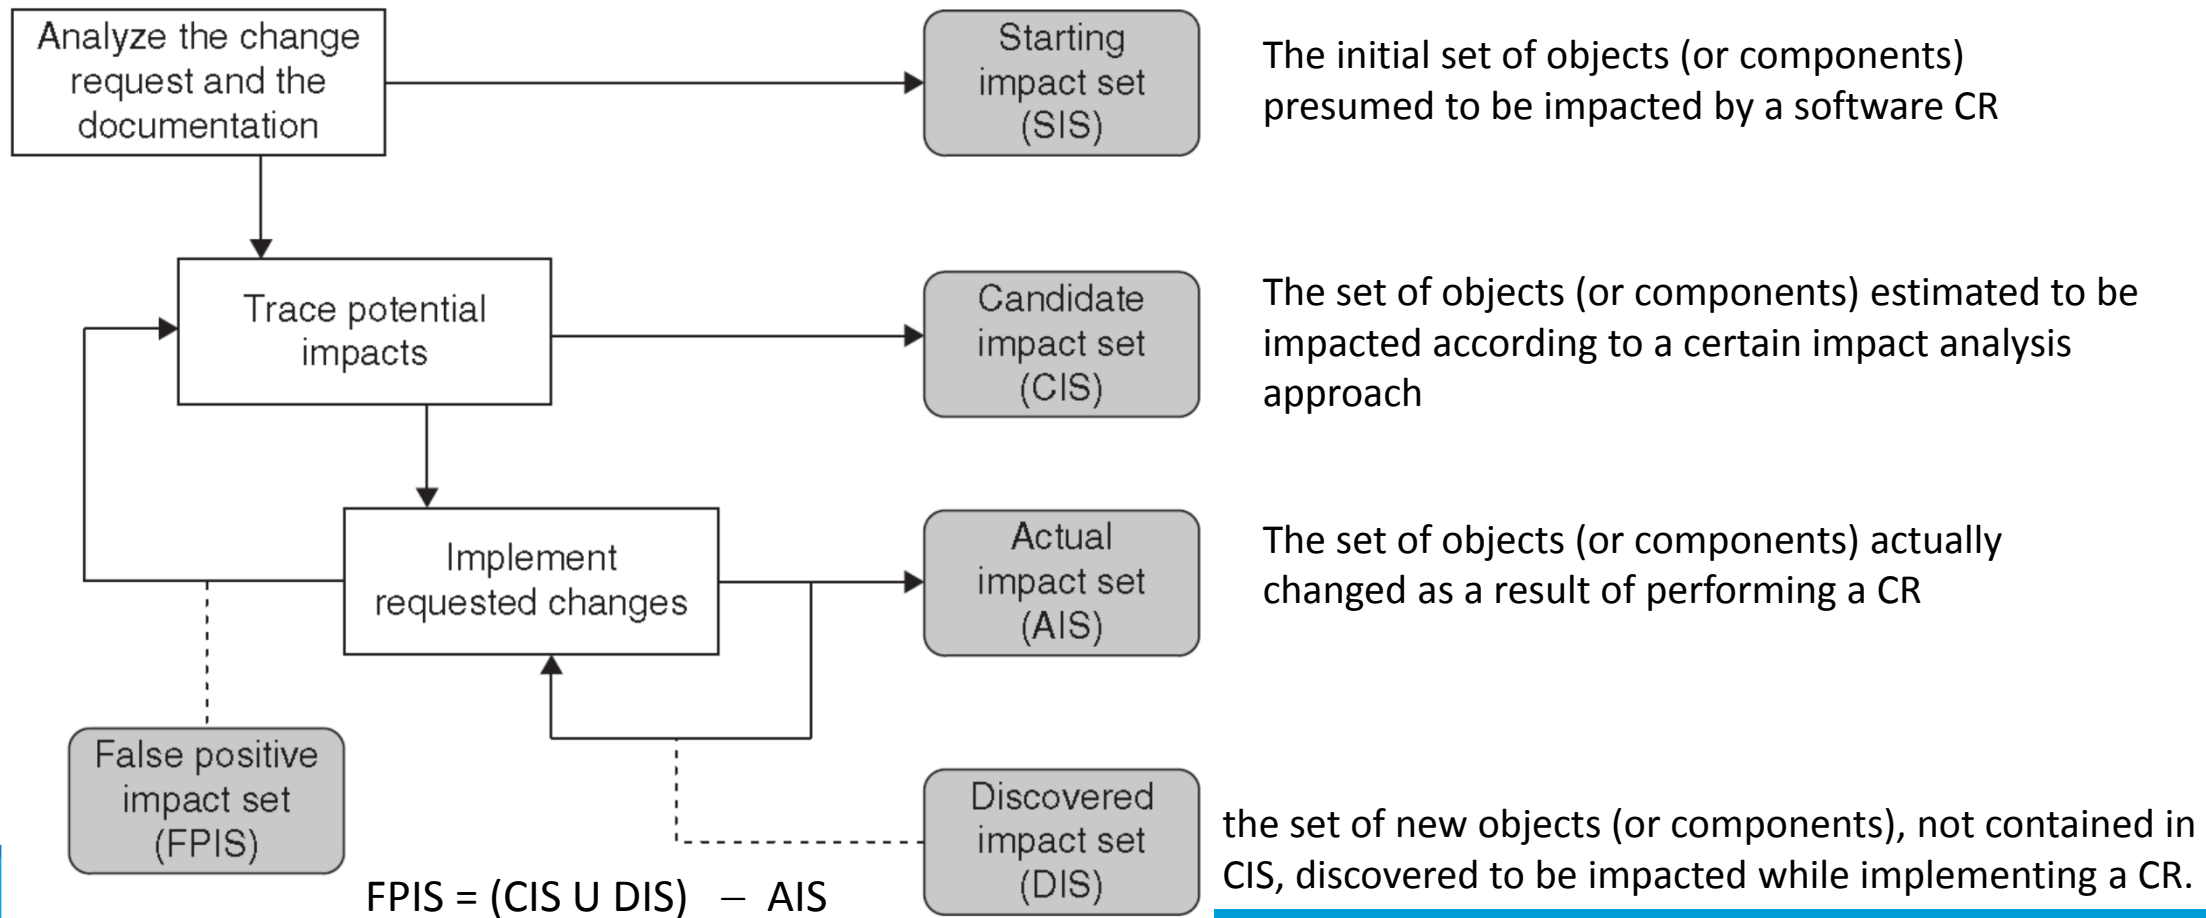 Analyze the change
request and the
documentation
Starting
impact set
(SIS)
The initial set of objects (or components)
presumed to be impacted by a software CR
Trace potential
impacts
Candidate
impact set
(CIS)
The set of objects (or components) estimated to be
impacted according to a certain impact analysis
approach
Implement
requested changes
Actual
impact set
(AIS)
The set of objects (or components) actually
changed as a result of performing a CR
False positive
impact set
(FPIS)
FPIS = (CIS U DIS) – AIS
Discovered
impact set
(DIS)
the set of new objects (or components), not contained in
CIS, discovered to be impacted while implementing a CR.